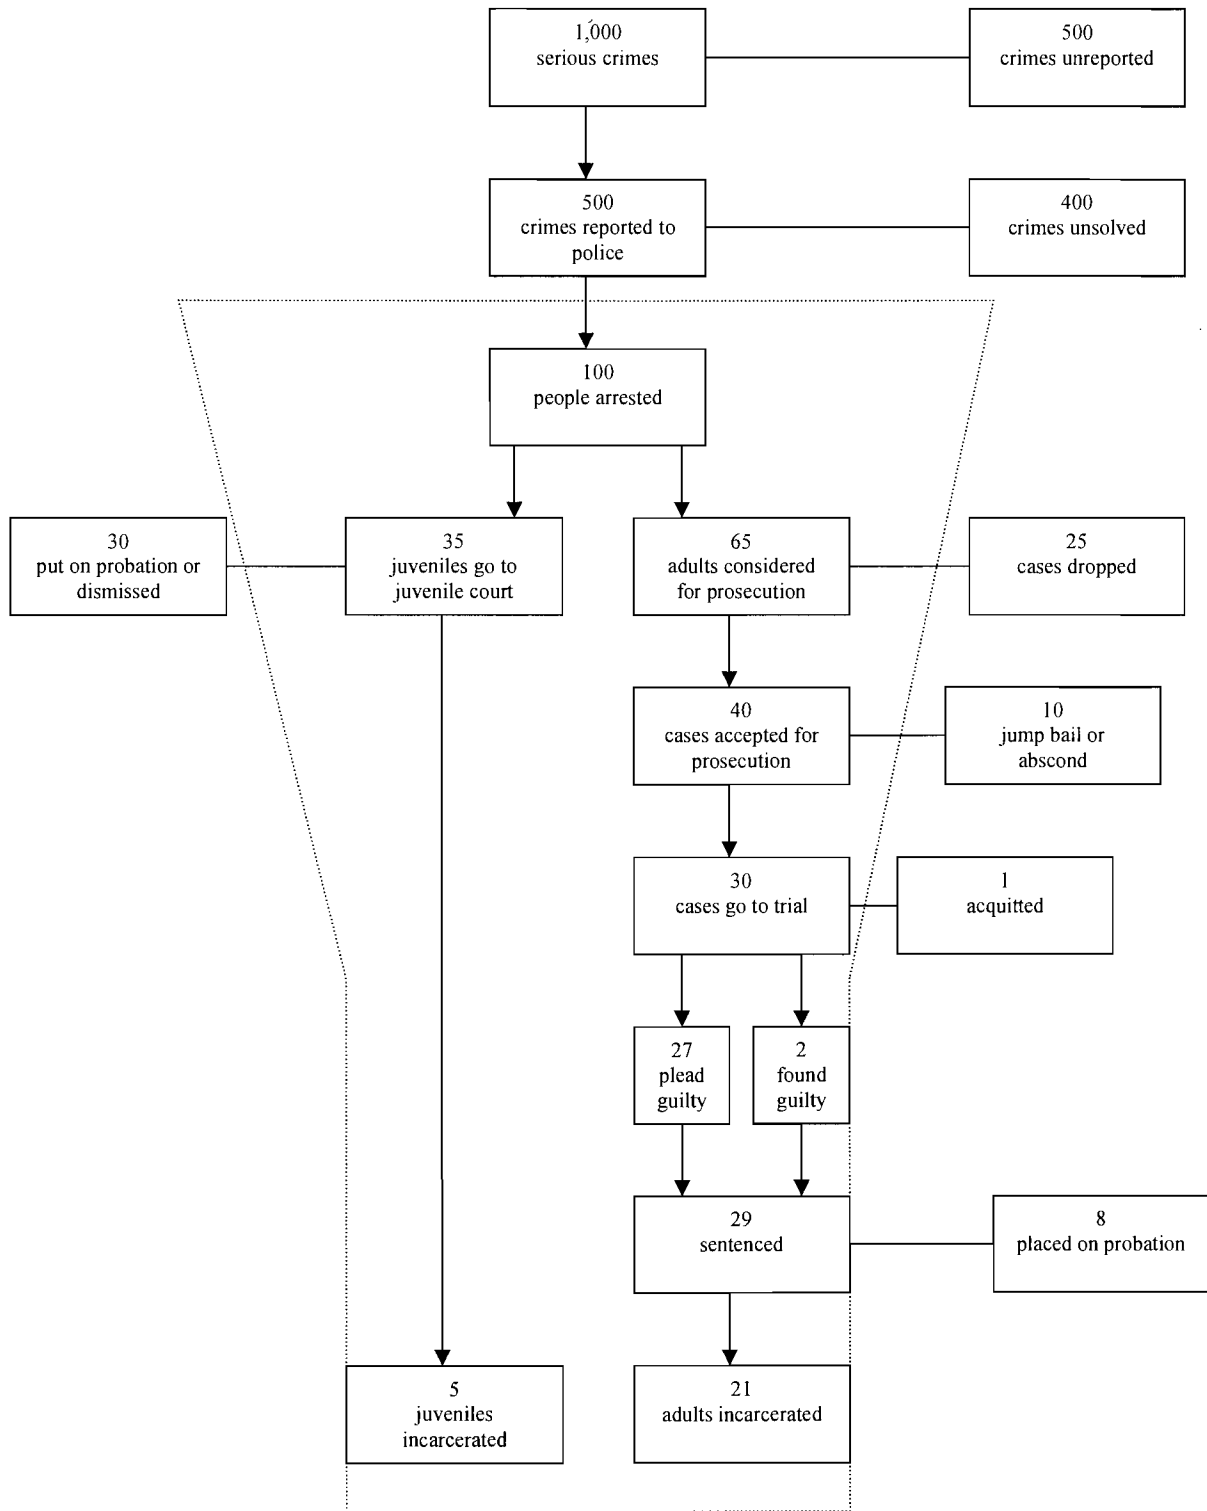 1,000
serious crimes
500
crimes unreported
500
crimes reported to
police
400
crimes unsolved
100
people arrested
30
put on probation or
dismissed
35
juveniles go to
juvenile court
65
adults considered
for prosecution
25
cases dropped
40
cases accepted for
prosecution
10
jump bail or
abscond
30
cases go to trial
1
acquitted
27
plead
guilty
2
found
guilty
29
sentenced
8
placed on probation
5
juveniles
incarcerated
21
adults incarcerated